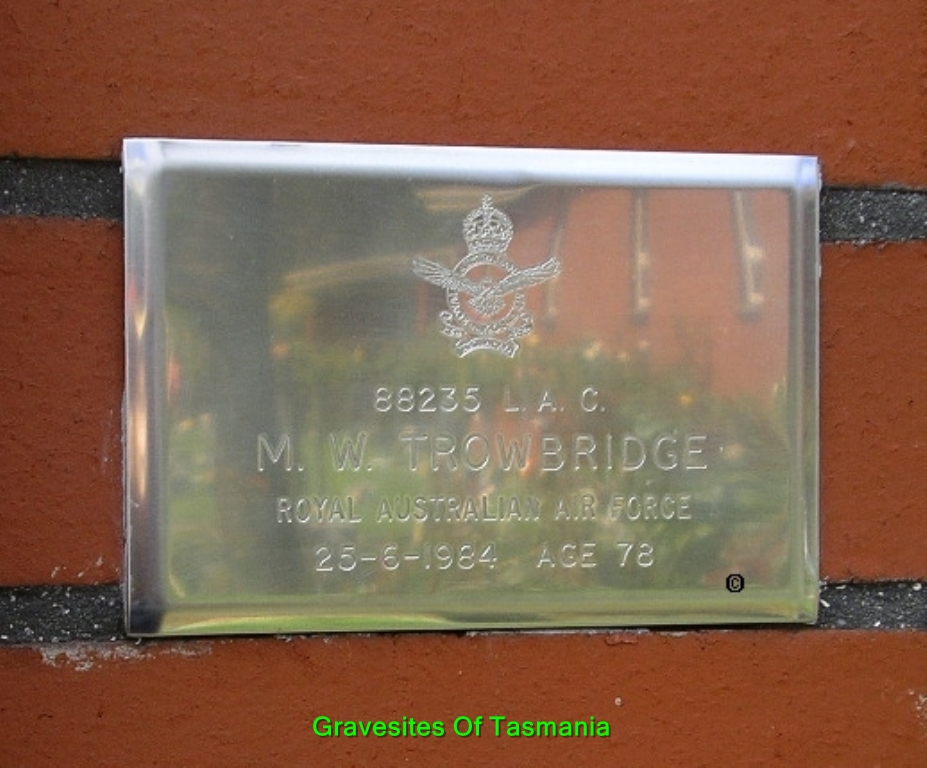 88235 L. A. C.
M. W. TROWBRIDGE
ROYAL AUSTRALIAN AIR FORCE
25-6-1984 AGE 78
©
Gravesites Of Tasmania